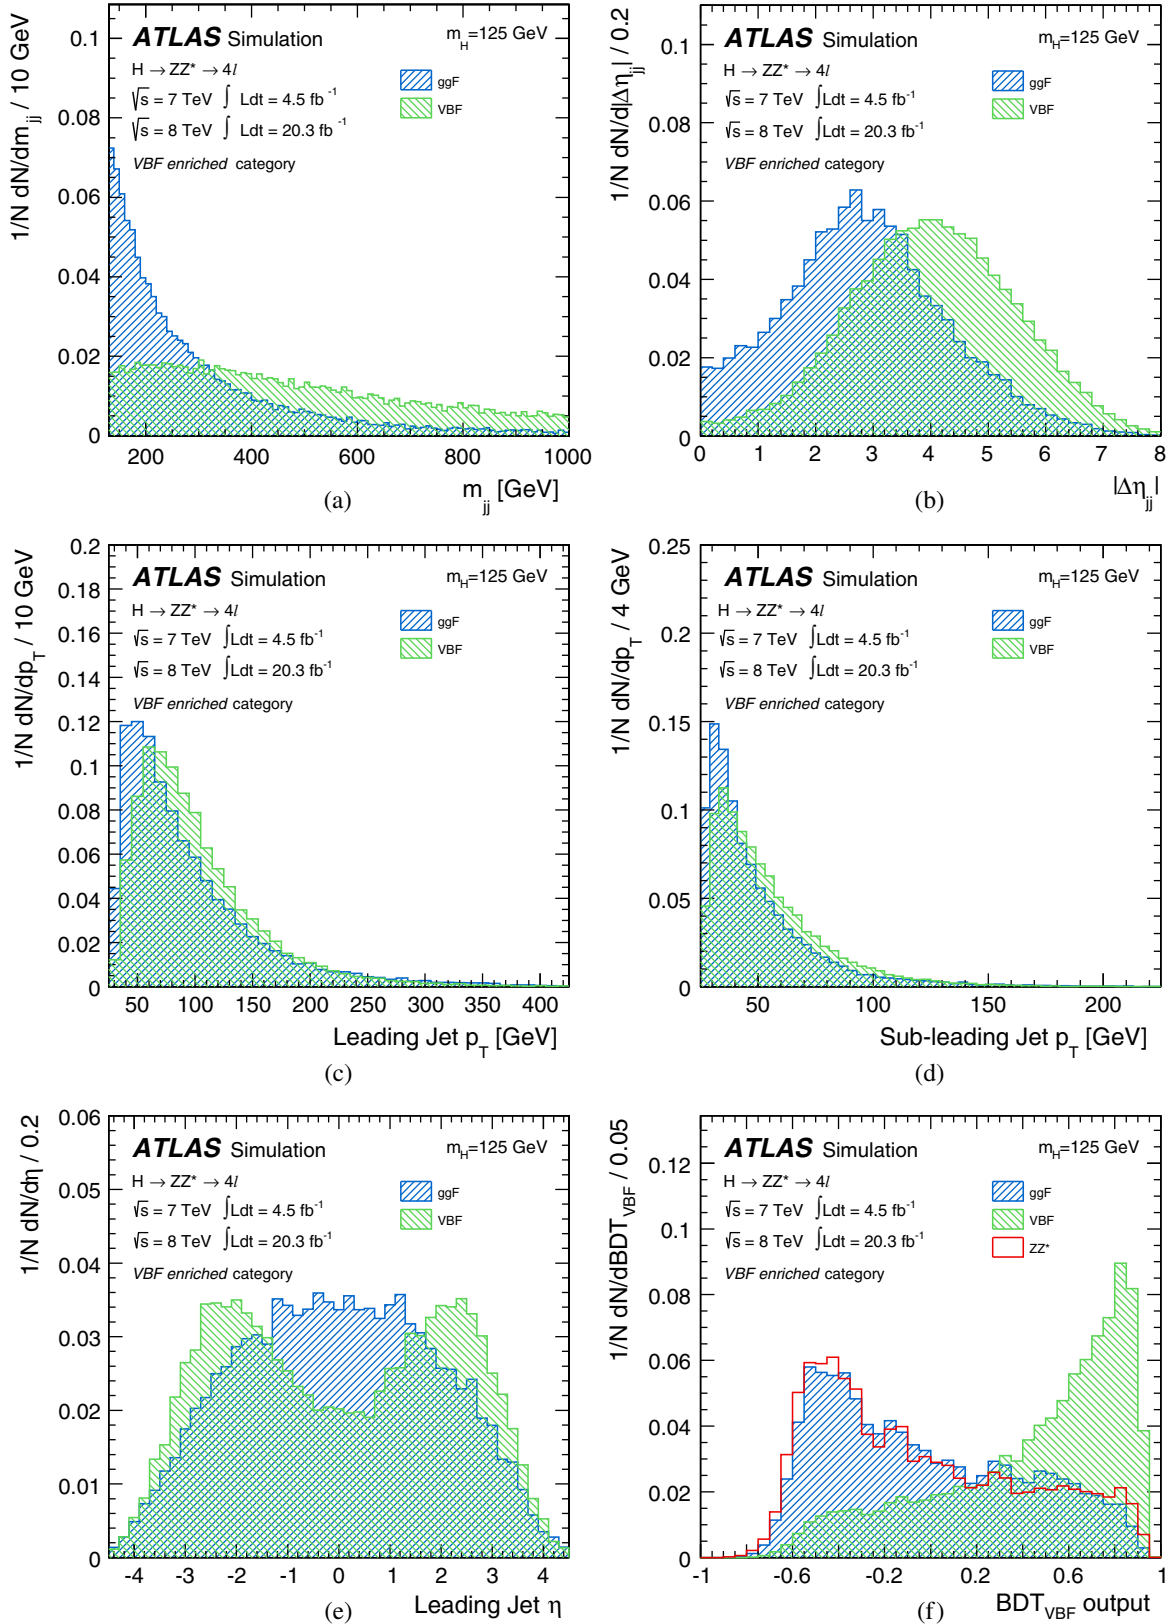 ATLAS Simulation
m_H=125 GeV
H → ZZ* → 4l
√s = 7 TeV ∫ Ldt = 4.5 fb⁻¹
√s = 8 TeV ∫ Ldt = 20.3 fb⁻¹
VBF enriched category
ggF
VBF
1/N dN/dm_jj / 10 GeV
0.1
0.08
0.06
0.04
0.02
0
200 400 600 800 1000
m_jj [GeV]
(a)
ATLAS Simulation
m_H=125 GeV
H → ZZ* → 4l
√s = 7 TeV ∫ Ldt = 4.5 fb⁻¹
√s = 8 TeV ∫Ldt = 20.3 fb⁻¹
VBF enriched category
ggF
VBF
1/N dN/d|Δη_jj| / 0.2
0.1
0.08
0.06
0.04
0.02
0
0 1 2 3 4 5 6 7 8
|Δη_jj|
(b)
ATLAS Simulation
m_H=125 GeV
H → ZZ* → 4l
√s = 7 TeV ∫Ldt = 4.5 fb⁻¹
√s = 8 TeV ∫Ldt = 20.3 fb⁻¹
VBF enriched category
ggF
VBF
1/N dN/dp_T / 10 GeV
0.2
0.18
0.16
0.14
0.12
0.1
0.08
0.06
0.04
0.02
0
50 100 150 200 250 300 350 400
Leading Jet p_T [GeV]
(c)
ATLAS Simulation
m_H=125 GeV
H → ZZ* → 4l
√s = 7 TeV ∫Ldt = 4.5 fb⁻¹
√s = 8 TeV ∫Ldt = 20.3 fb⁻¹
VBF enriched category
ggF
VBF
1/N dN/dp_T / 4 GeV
0.25
0.2
0.15
0.1
0.05
0
50 100 150 200
Sub-leading Jet p_T [GeV]
(d)
ATLAS Simulation
m_H=125 GeV
H → ZZ* → 4l
√s = 7 TeV ∫Ldt = 4.5 fb⁻¹
√s = 8 TeV ∫Ldt = 20.3 fb⁻¹
VBF enriched category
ggF
VBF
1/N dN/dη / 0.2
0.06
0.05
0.04
0.03
0.02
0.01
0
-4 -3 -2 -1 0 1 2 3 4
Leading Jet η
(e)
ATLAS Simulation
m_H=125 GeV
H → ZZ* → 4l
√s = 7 TeV ∫Ldt = 4.5 fb⁻¹
√s = 8 TeV ∫Ldt = 20.3 fb⁻¹
VBF enriched category
ggF
VBF
ZZ*
1/N dN/dBDT_VBF / 0.05
0.12
0.1
0.08
0.06
0.04
0.02
0
-1 -0.6 -0.2 0.2 0.6 1
BDT_VBF output
(f)